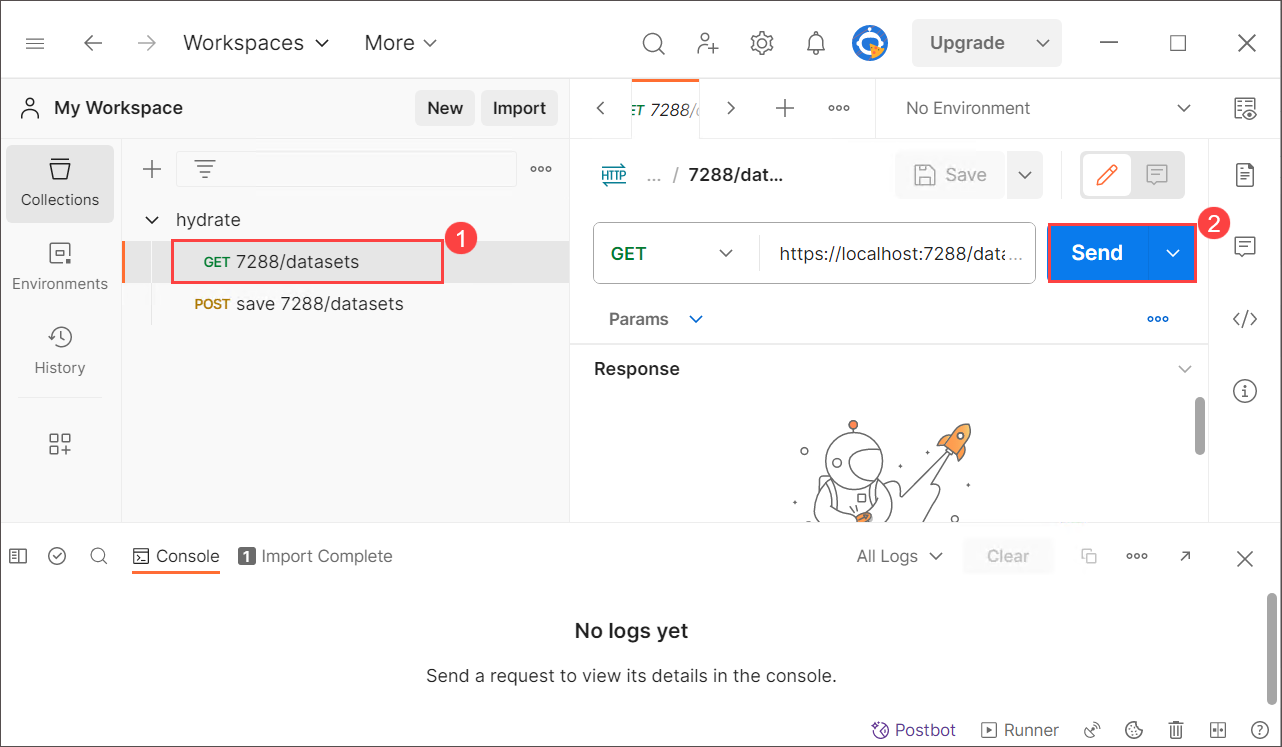 Workspaces
More
Upgrade
My Workspace
New
Import
GET 7288/
No Environment
Collections
Environments
History
hydrate
GET 7288/datasets
1
POST save 7288/datasets
HTTP
... / 7288/dat...
Save
GET
https://localhost:7288/data...
Send
2
Params
Response
Console
1 Import Complete
All Logs
Clear
No logs yet
Send a request to view its details in the console.
Postbot
Runner